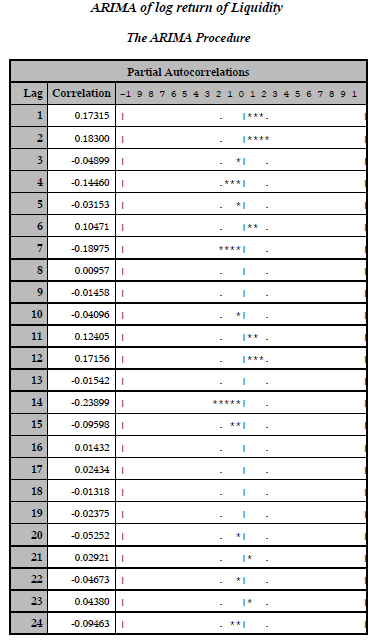 ARIMA of log return of Liquidity
The ARIMA Procedure
Partial Autocorrelations
Lag Correlation -1 9 8 7 6 5 4 3 2 1 0 1 2 3 4 5 6 7 8 9 1
1 0.17315 | . |***. |
2 0.18300 | . |**** |
3 -0.04899 | . *| . |
4 -0.14460 | .***| . |
5 -0.03153 | . *| . |
6 0.10471 | . |** . |
7 -0.18975 | ****| . |
8 0.00957 | . | . |
9 -0.01458 | . | . |
10 -0.04096 | . *| . |
11 0.12405 | . |** . |
12 0.17156 | . |***. |
13 -0.01542 | . | . |
14 -0.23899 | *****| . |
15 -0.09598 | . **| . |
16 0.01432 | . | . |
17 0.02434 | . | . |
18 -0.01318 | . | . |
19 -0.02375 | . | . |
20 -0.05252 | . *| . |
21 0.02921 | . |* . |
22 -0.04673 | . *| . |
23 0.04380 | . |* . |
24 -0.09463 | . **| . |